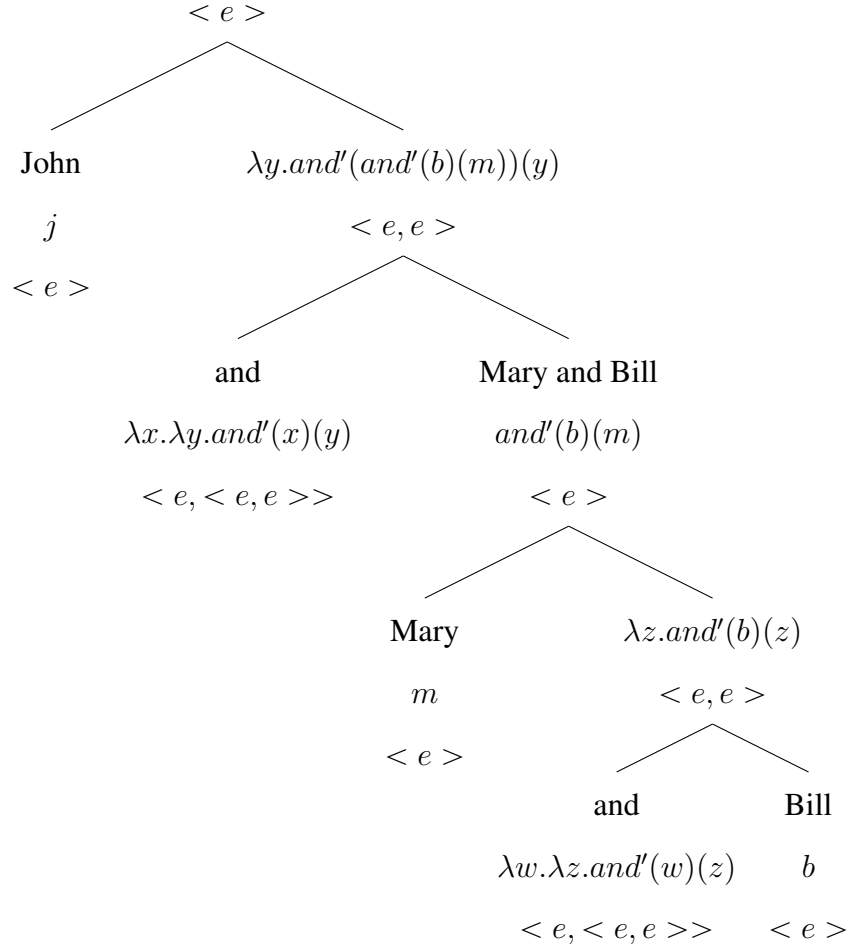 < e >
John
λy.and′(and′(b)(m))(y)
j
< e, e >
< e >
and
Mary and Bill
λx.λy.and′(x)(y)
and′(b)(m)
< e, < e, e >>
< e >
Mary
λz.and′(b)(z)
m
< e, e >
< e >
and
Bill
λw.λz.and′(w)(z)
b
< e, < e, e >>
< e >